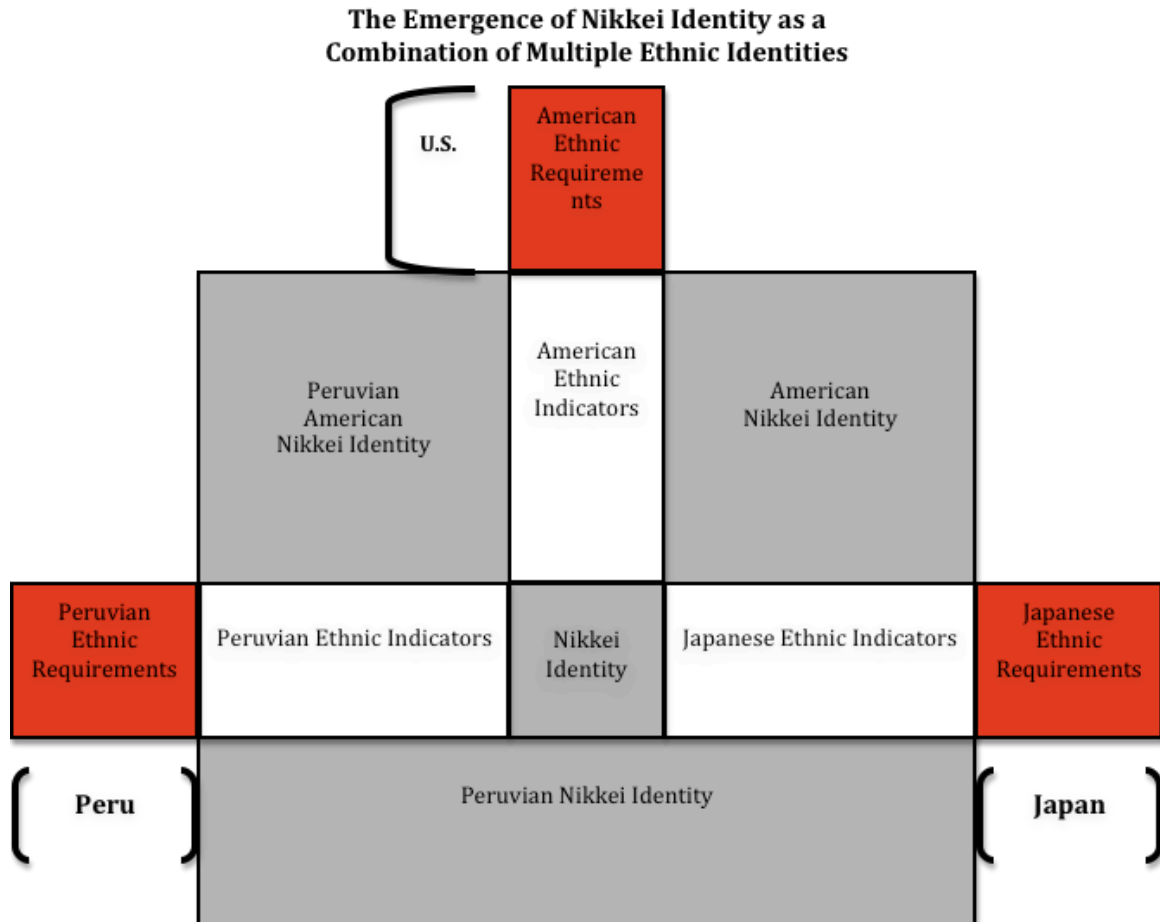 The Emergence of Nikkei Identity as a
Combination of Multiple Ethnic Identities
U.S.
American
Ethnic
Requireme
nts
Peruvian
American
Nikkei Identity
American
Ethnic
Indicators
American
Nikkei Identity
Peruvian
Ethnic
Requirements
Peruvian Ethnic Indicators
Nikkei
Identity
Japanese Ethnic Indicators
Japanese
Ethnic
Requirements
Peru
Peruvian Nikkei Identity
Japan